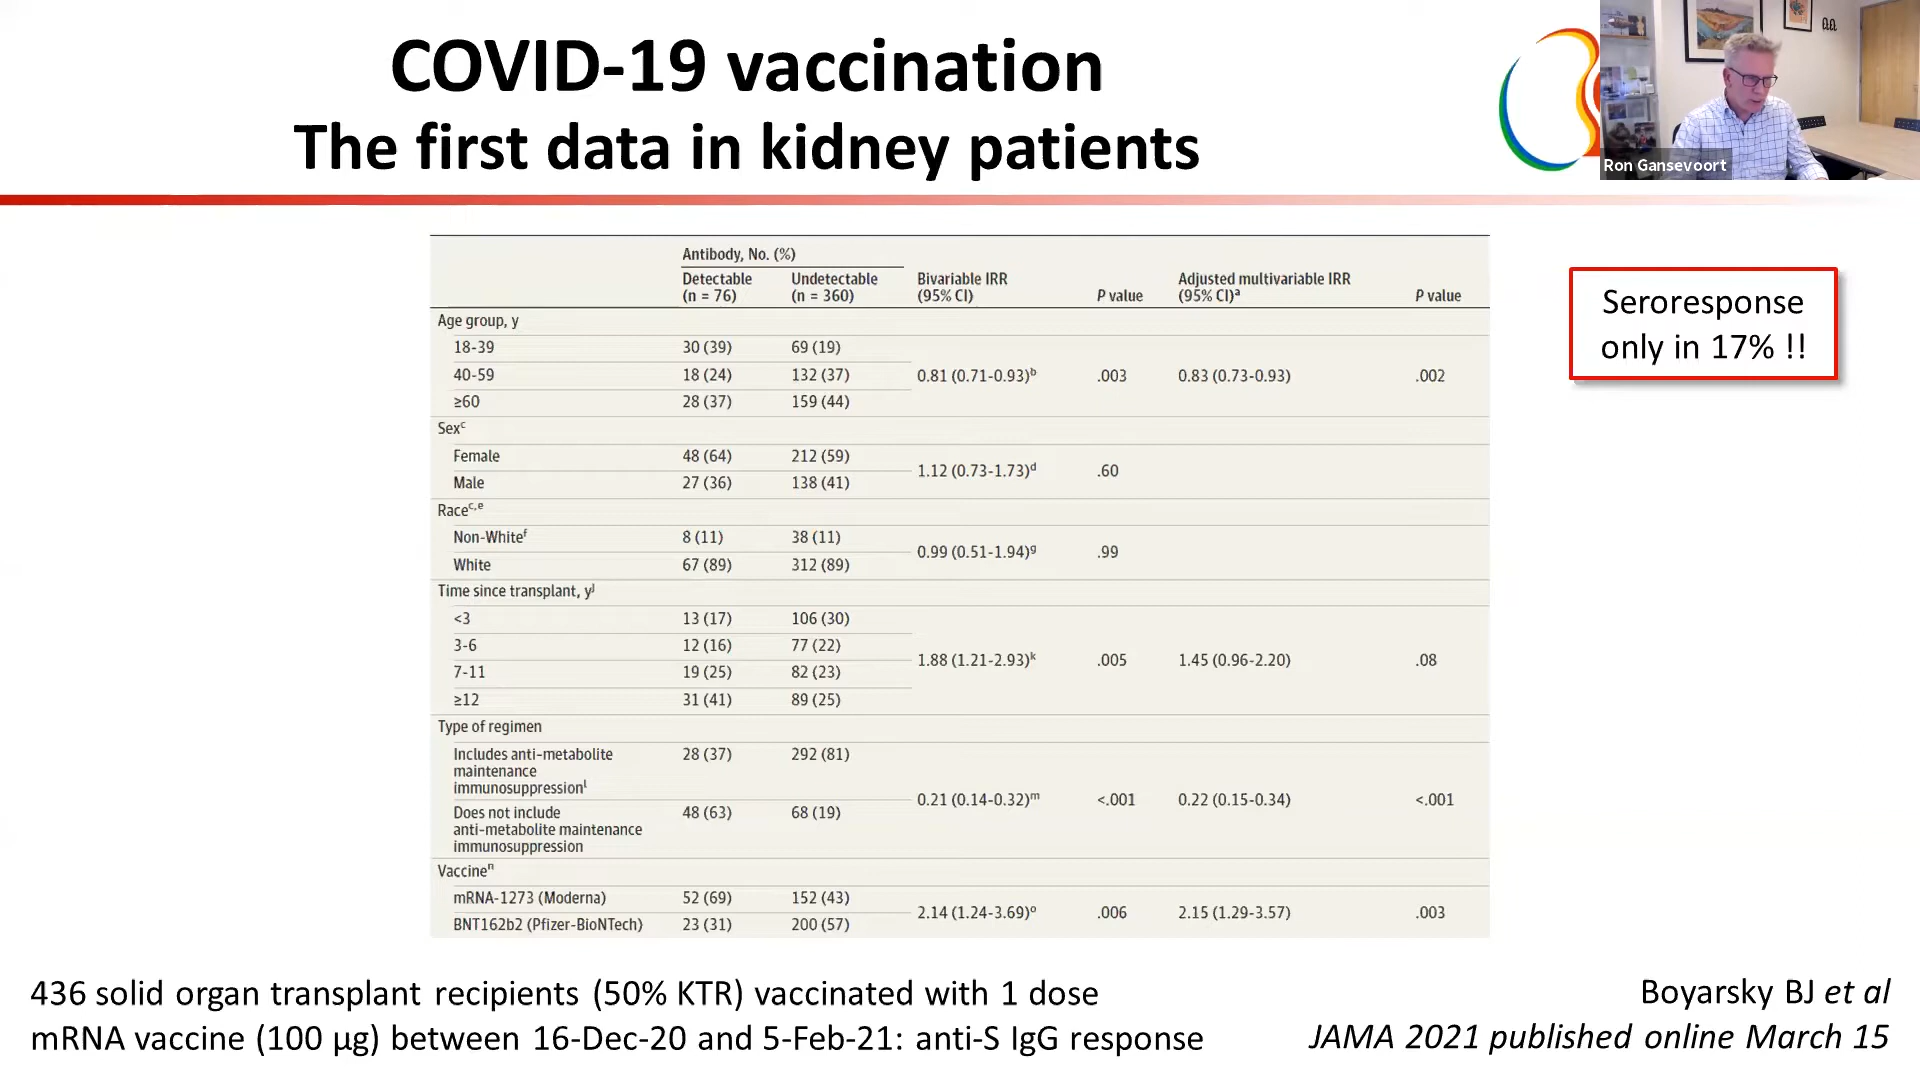 COVID-19 vaccination
The first data in kidney patients
Ron Gansevoort
Antibody, No. (%)
Detectable (n = 76)
Undetectable (n = 360)
Bivariable IRR (95% CI)
P value
Adjusted multivariable IRR (95% CI)ᵃ
P value
Age group, y
18-39 30 (39) 69 (19)
40-59 18 (24) 132 (37) 0.81 (0.71-0.93)ᵇ .003 0.83 (0.73-0.93) .002
≥60 28 (37) 159 (44)
Sexᶜ
Female 48 (64) 212 (59)
1.12 (0.73-1.73)ᵈ .60
Male 27 (36) 138 (41)
Raceᶜ,ᵉ
Non-Whiteᶠ 8 (11) 38 (11)
0.99 (0.51-1.94)ᵍ .99
White 67 (89) 312 (89)
Time since transplant, yʲ
<3 13 (17) 106 (30)
3-6 12 (16) 77 (22)
1.88 (1.21-2.93)ᵏ .005 1.45 (0.96-2.20) .08
7-11 19 (25) 82 (23)
≥12 31 (41) 89 (25)
Type of regimen
Includes anti-metabolite 28 (37) 292 (81)
maintenance
immunosuppressionˡ
0.21 (0.14-0.32)ᵐ <.001 0.22 (0.15-0.34) <.001
Does not include 48 (63) 68 (19)
anti-metabolite maintenance
immunosuppression
Vaccineⁿ
mRNA-1273 (Moderna) 52 (69) 152 (43)
2.14 (1.24-3.69)ᵒ .006 2.15 (1.29-3.57) .003
BNT162b2 (Pfizer-BioNTech) 23 (31) 200 (57)
Seroresponse
only in 17% !!
436 solid organ transplant recipients (50% KTR) vaccinated with 1 dose
mRNA vaccine (100 µg) between 16-Dec-20 and 5-Feb-21: anti-S IgG response
Boyarsky BJ et al
JAMA 2021 published online March 15